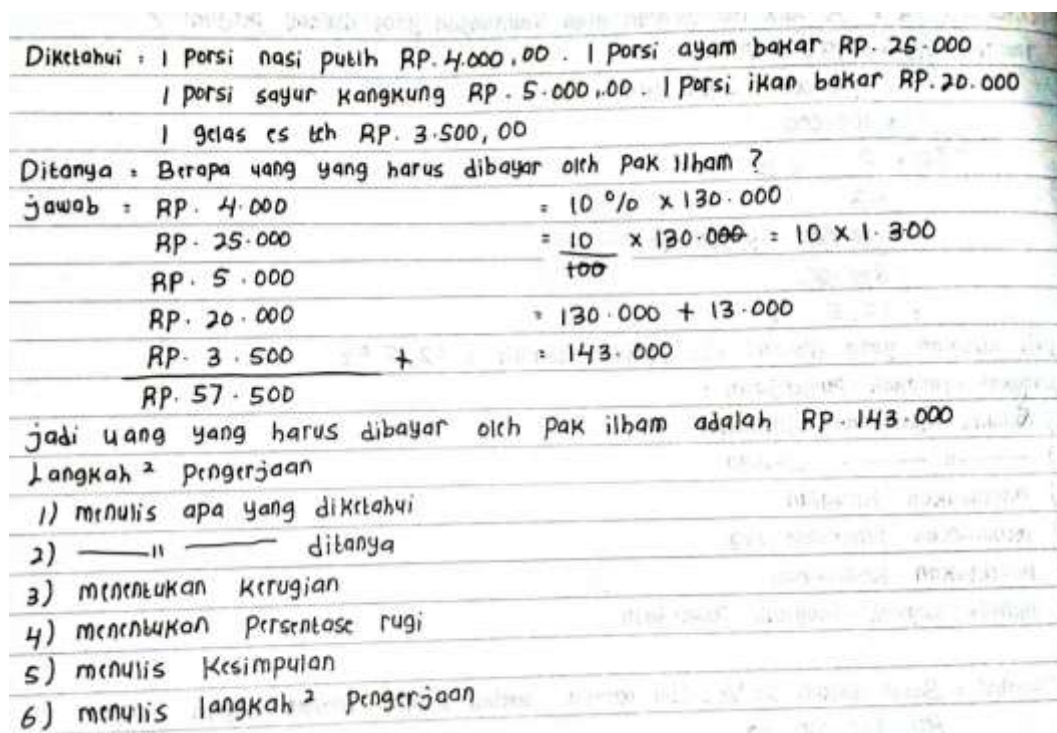 Diketahui : 1 Porsi nasi putih RP. 4.000,00 . 1 Porsi ayam bakar RP. 25.000
1 porsi sayur kangkung RP. 5.000,00 . 1 Porsi ikan bakar RP. 20.000
1 gelas es teh RP. 3.500,00
Ditanya : Berapa uang yang harus dibayar oleh Pak Ilham ?
jawab : RP. 4.000 = 10 % x 130.000
RP. 25.000 = 10/100 x 130.000 = 10 x 1.300
RP. 5.000
RP. 20.000 = 130.000 + 13.000
RP. 3.500 + = 143.000
RP. 57.500
jadi uang yang harus dibayar oleh Pak ilham adalah RP. 143.000
Langkah ² Pengerjaan
1) menulis apa yang diketahui
2) —— " —— ditanya
3) menentukan kerugian
4) menentukan Persentase rugi
5) menulis Kesimpulan
6) menulis langkah ² pengerjaan